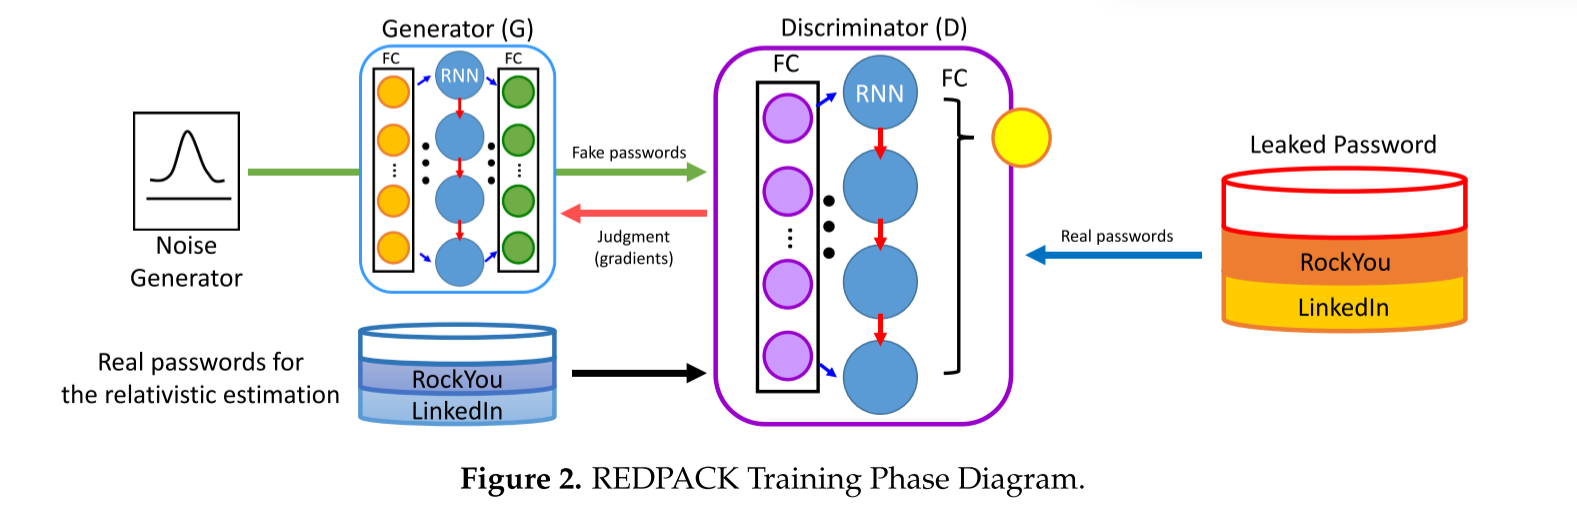 Generator (G)
FC
RNN
FC
Noise
Generator
Fake passwords
Judgment
(gradients)
Discriminator (D)
FC
RNN
FC
Real passwords
Leaked Password
RockYou
LinkedIn
Real passwords for
the relativistic estimation
RockYou
LinkedIn
Figure 2. REDPACK Training Phase Diagram.